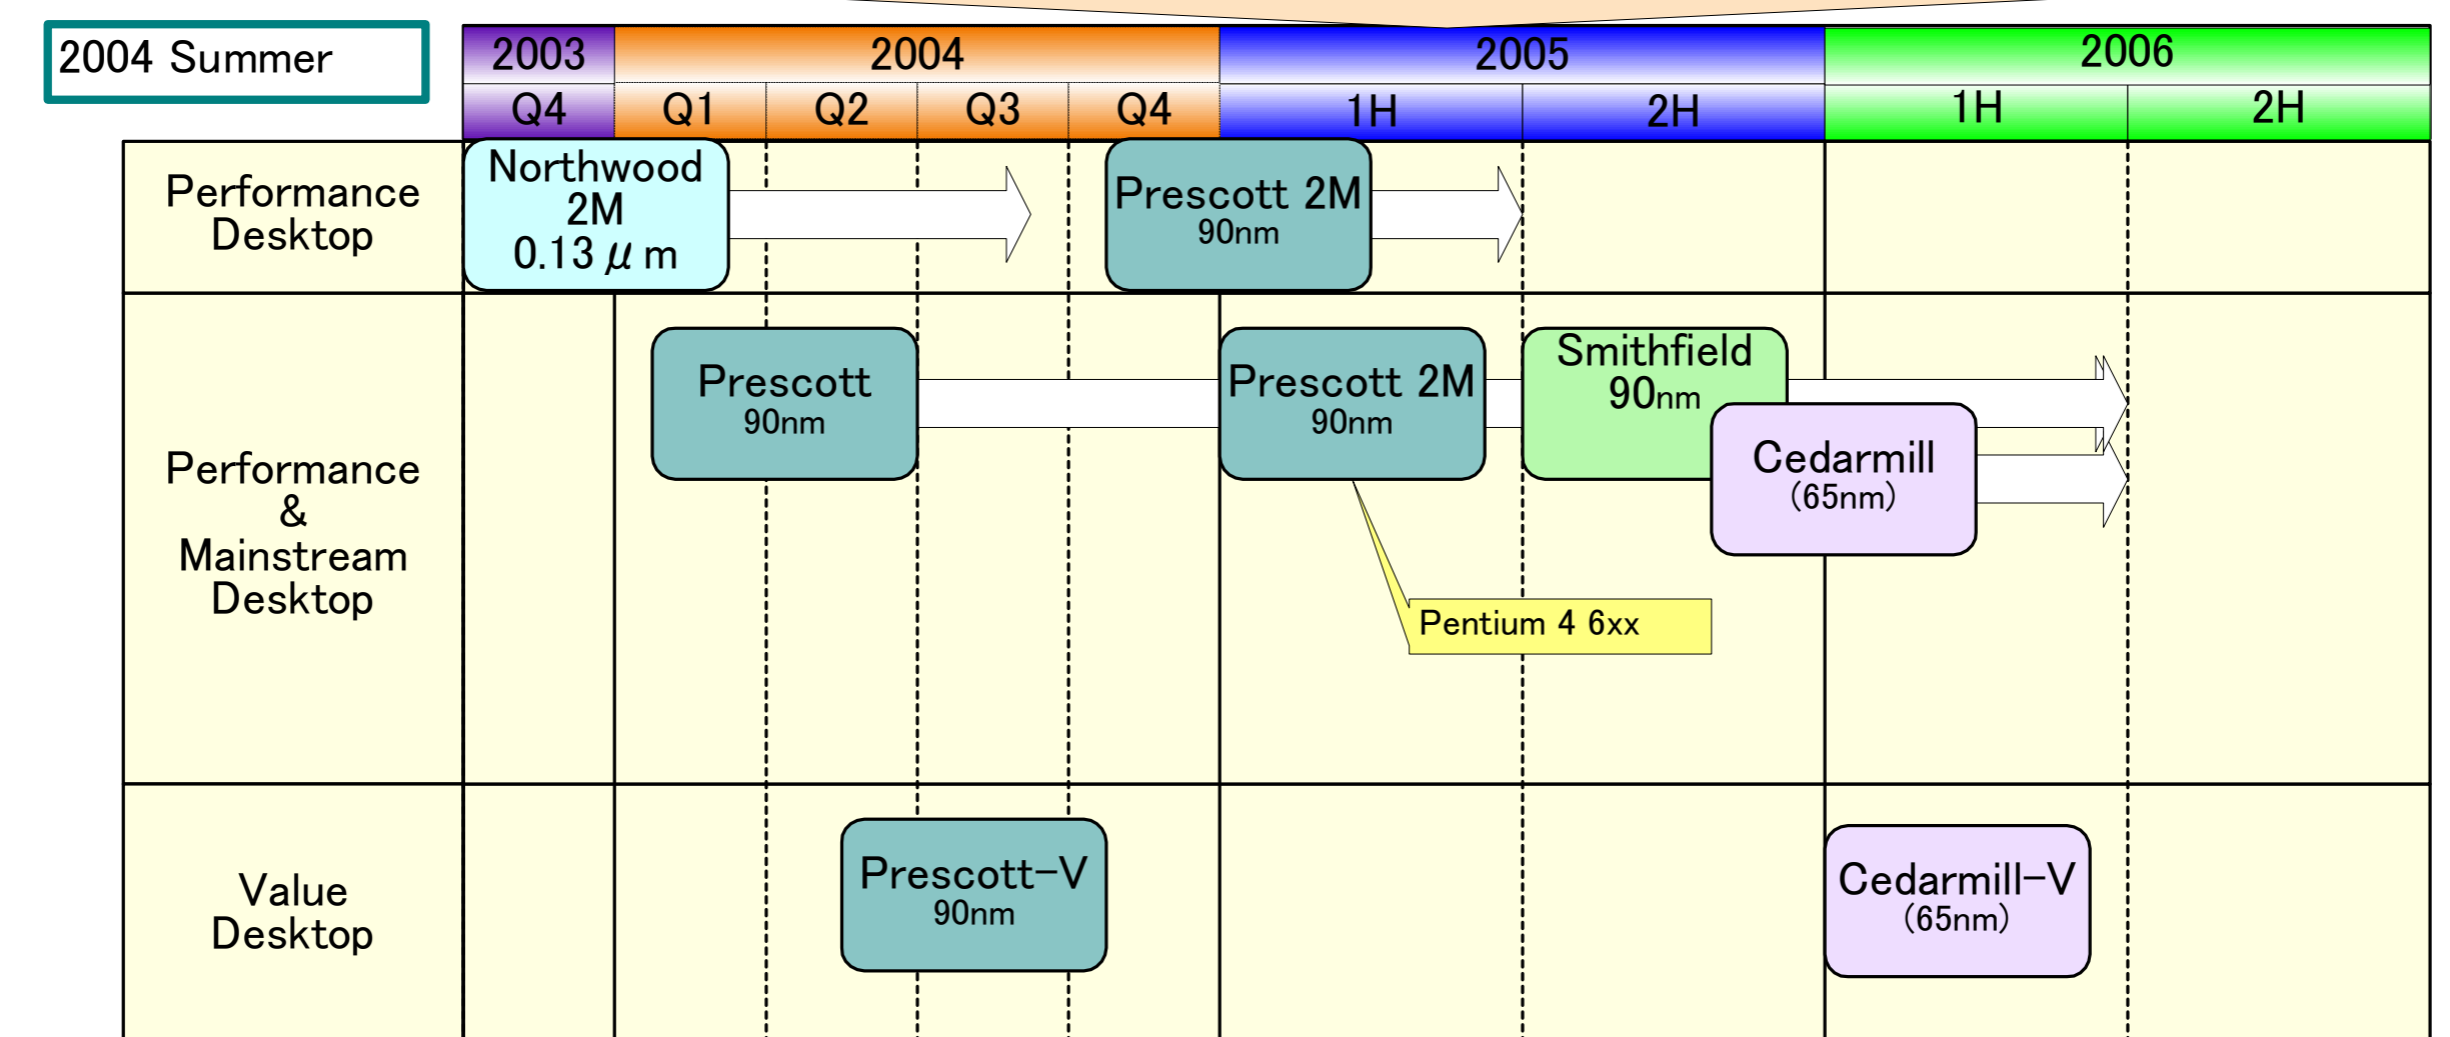 2004 Summer
2003
2004
2005
2006
Q4
Q1
Q2
Q3
Q4
1H
2H
1H
2H
Performance
Desktop
Northwood
2M
0.13μm
Prescott 2M
90nm
Performance
&
Mainstream
Desktop
Prescott
90nm
Prescott 2M
90nm
Smithfield
90nm
Cedarmill
(65nm)
Pentium 4 6xx
Value
Desktop
Prescott-V
90nm
Cedarmill-V
(65nm)